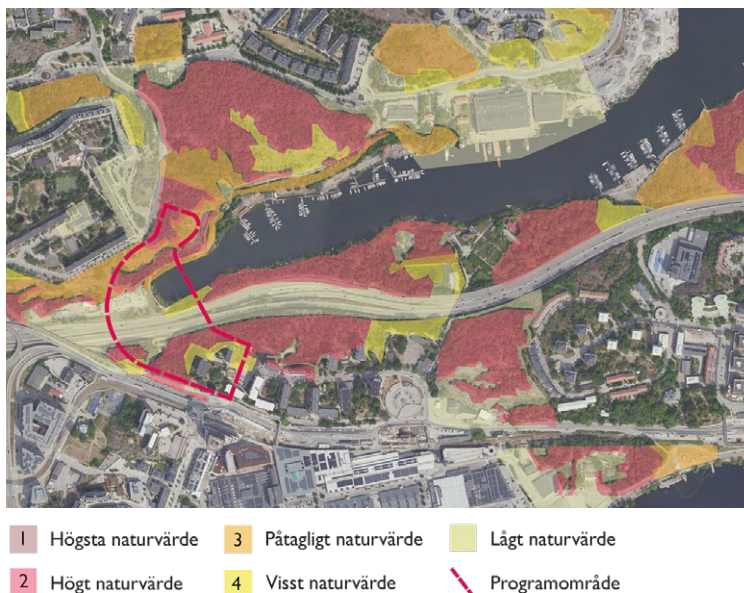 1 Högsta naturvärde
3 Påtagligt naturvärde
Lågt naturvärde
2 Högt naturvärde
4 Visst naturvärde
Programområde